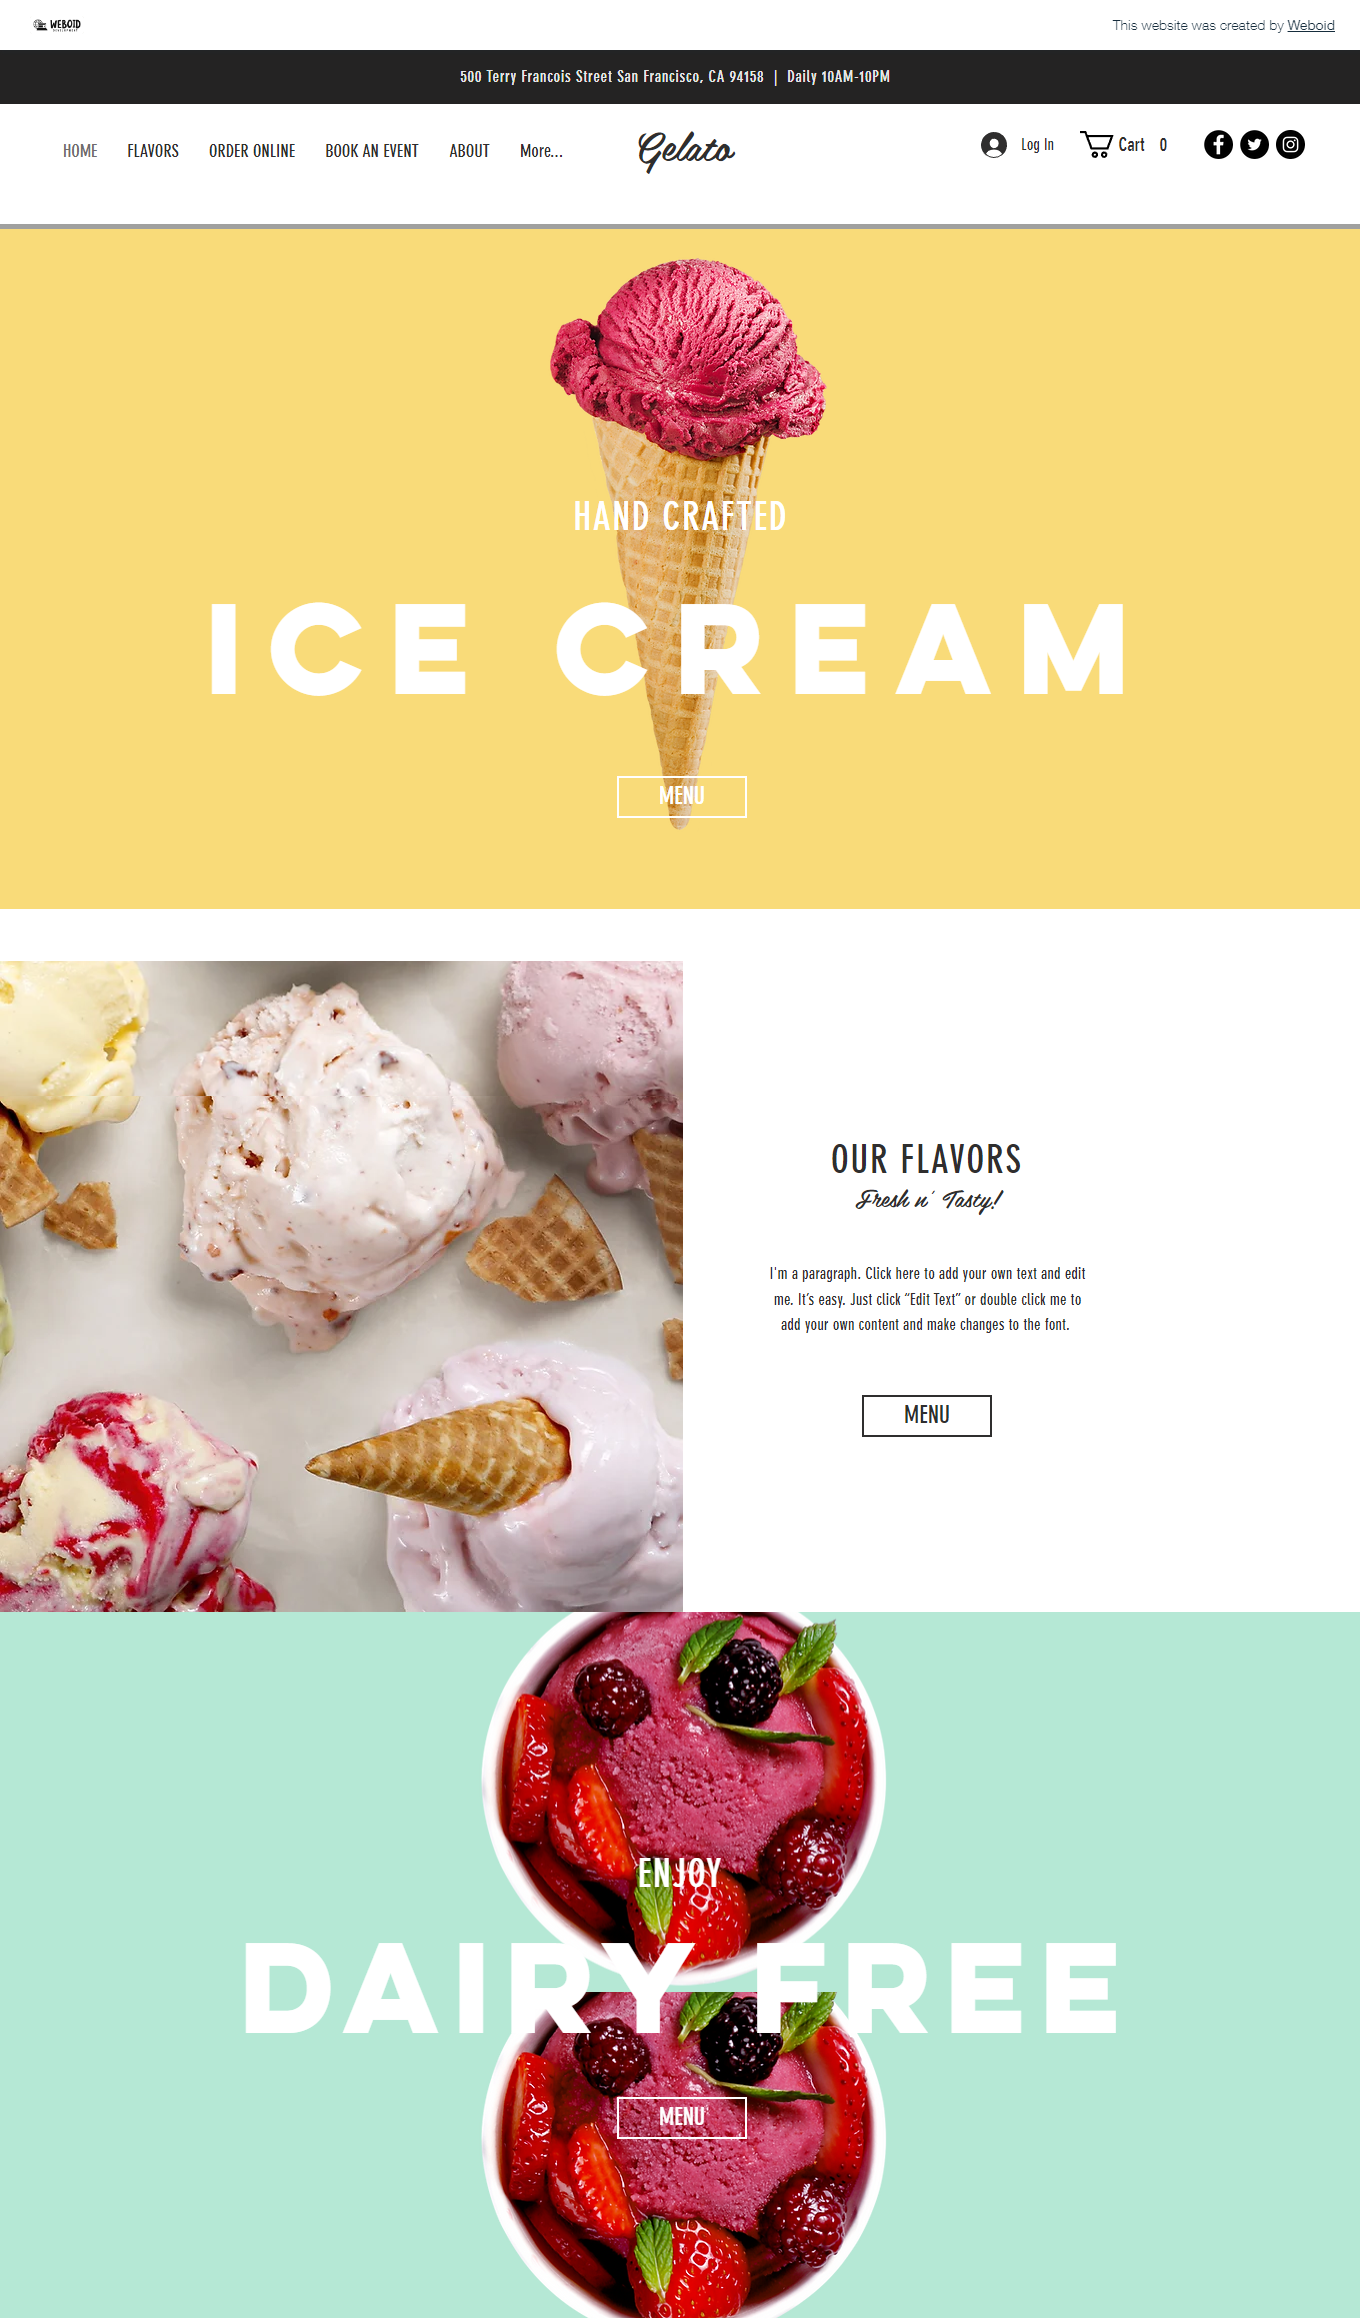 WEBOID
DEVELOPMENT
This website was created by Weboid
500 Terry Francois Street San Francisco, CA 94158 | Daily 10AM-10PM
HOME FLAVORS ORDER ONLINE BOOK AN EVENT ABOUT More...
Gelato
Log In
Cart 0
HAND CRAFTED
ICE CREAM
MENU
OUR FLAVORS
Fresh n' Tasty!
I'm a paragraph. Click here to add your own text and edit
me. It’s easy. Just click “Edit Text” or double click me to
add your own content and make changes to the font.
MENU
ENJOY
DAIRY FREE
MENU